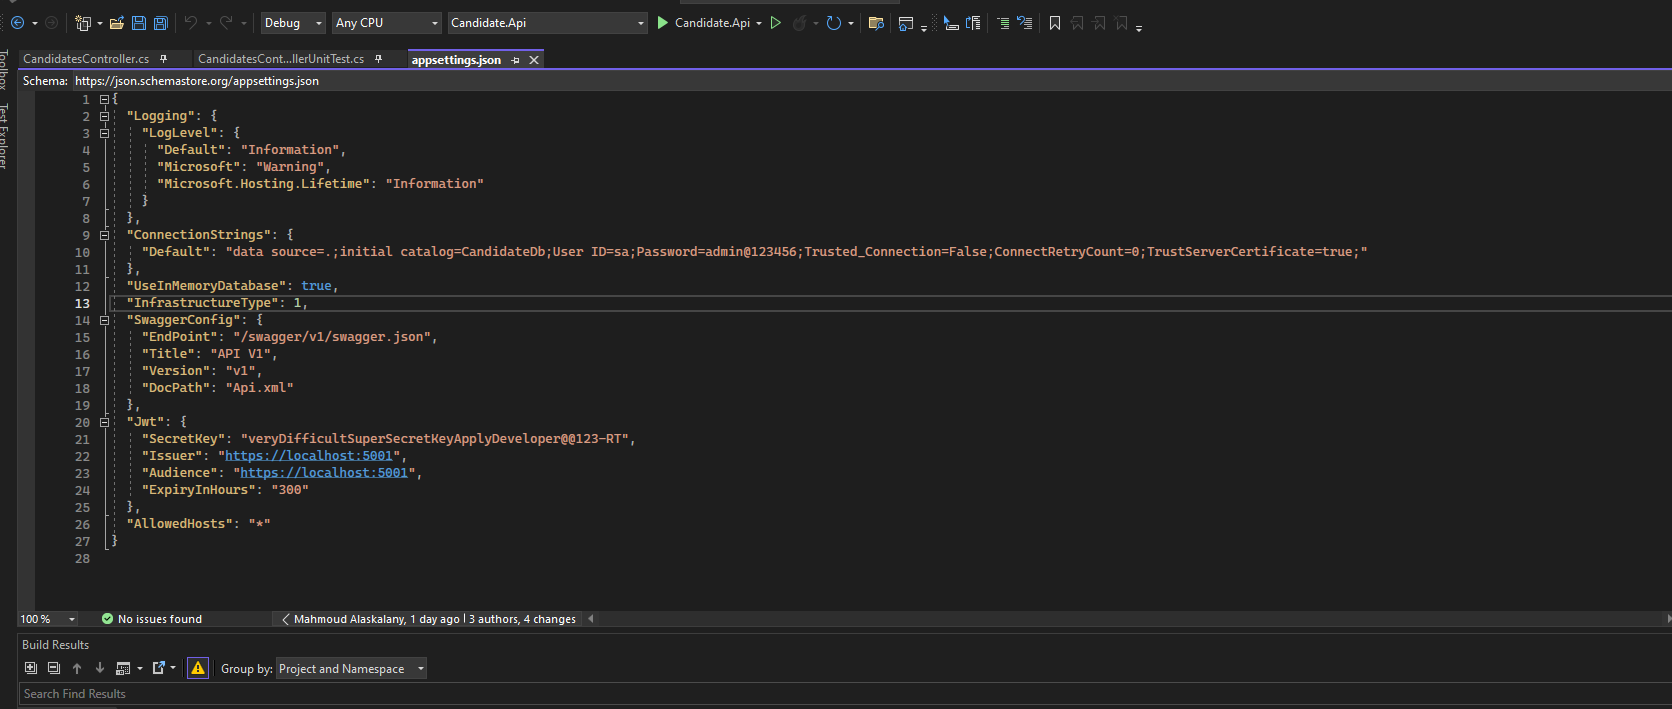 Debug Any CPU Candidate.Api Candidate.Api
CandidatesController.cs CandidatesCont...llerUnitTest.cs appsettings.json
Toolbox
Test Explorer
Schema: https://json.schemastore.org/appsettings.json
1 {
2 "Logging": {
3 "LogLevel": {
4 "Default": "Information",
5 "Microsoft": "Warning",
6 "Microsoft.Hosting.Lifetime": "Information"
7 }
8 },
9 "ConnectionStrings": {
10 "Default": "data source=.;initial catalog=CandidateDb;User ID=sa;Password=admin@123456;Trusted_Connection=False;ConnectRetryCount=0;TrustServerCertificate=true;"
11 },
12 "UseInMemoryDatabase": true,
13 "InfrastructureType": 1,
14 "SwaggerConfig": {
15 "EndPoint": "/swagger/v1/swagger.json",
16 "Title": "API V1",
17 "Version": "v1",
18 "DocPath": "Api.xml"
19 },
20 "Jwt": {
21 "SecretKey": "veryDifficultSuperSecretKeyApplyDeveloper@@123-RT",
22 "Issuer": "https://localhost:5001",
23 "Audience": "https://localhost:5001",
24 "ExpiryInHours": "300"
25 },
26 "AllowedHosts": "*"
27 }
28
100 % No issues found Mahmoud Alaskalany, 1 day ago | 3 authors, 4 changes
Build Results
Group by: Project and Namespace
Search Find Results